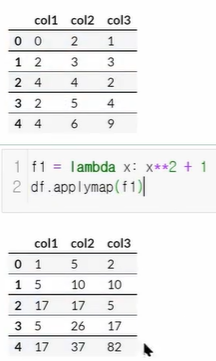 col1 col2 col3
0 0 2 1
1 2 3 3
2 4 4 2
3 2 5 4
4 4 6 9
1 f1 = lambda x: x**2 + 1
2 df.applymap(f1)
col1 col2 col3
0 1 5 2
1 5 10 10
2 17 17 5
3 5 26 17
4 17 37 82